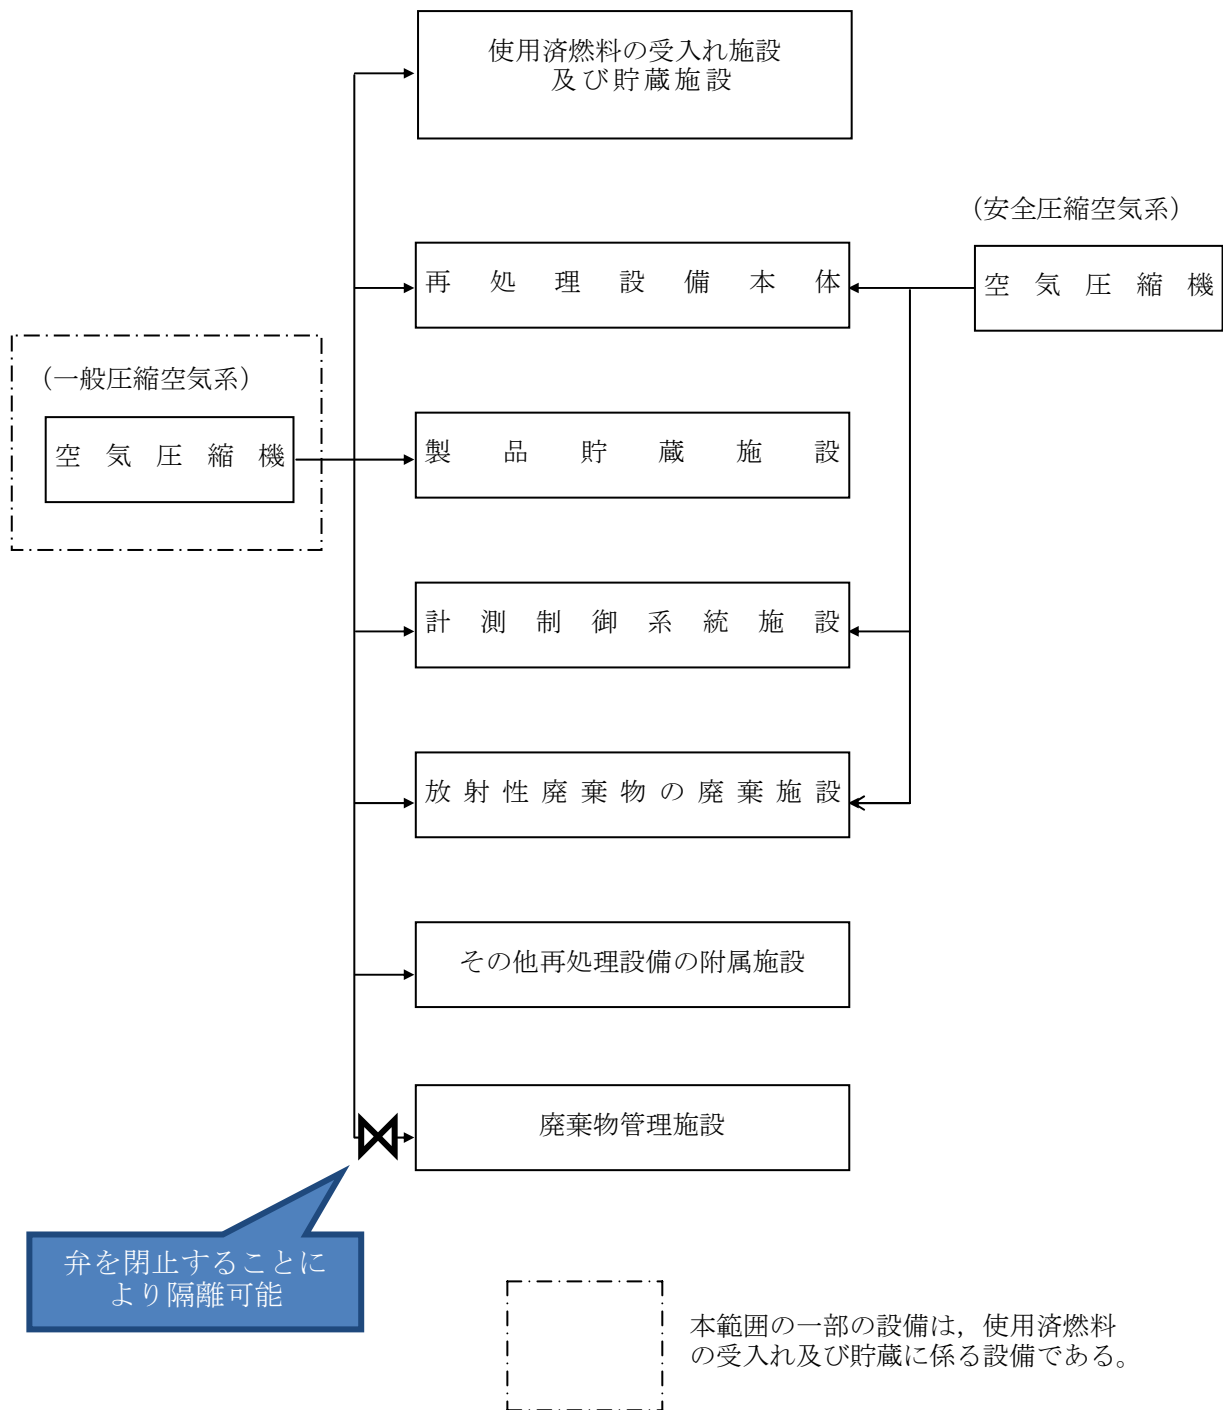 使用済燃料の受入れ施設
及び貯蔵施設
（安全圧縮空気系）
再処理設備本体
空気圧縮機
（一般圧縮空気系）
空気圧縮機
製品貯蔵施設
計測制御系統施設
放射性廃棄物の廃棄施設
その他再処理設備の附属施設
廃棄物管理施設
弁を閉止することに
より隔離可能
本範囲の一部の設備は，使用済燃料
の受入れ及び貯蔵に係る設備である。